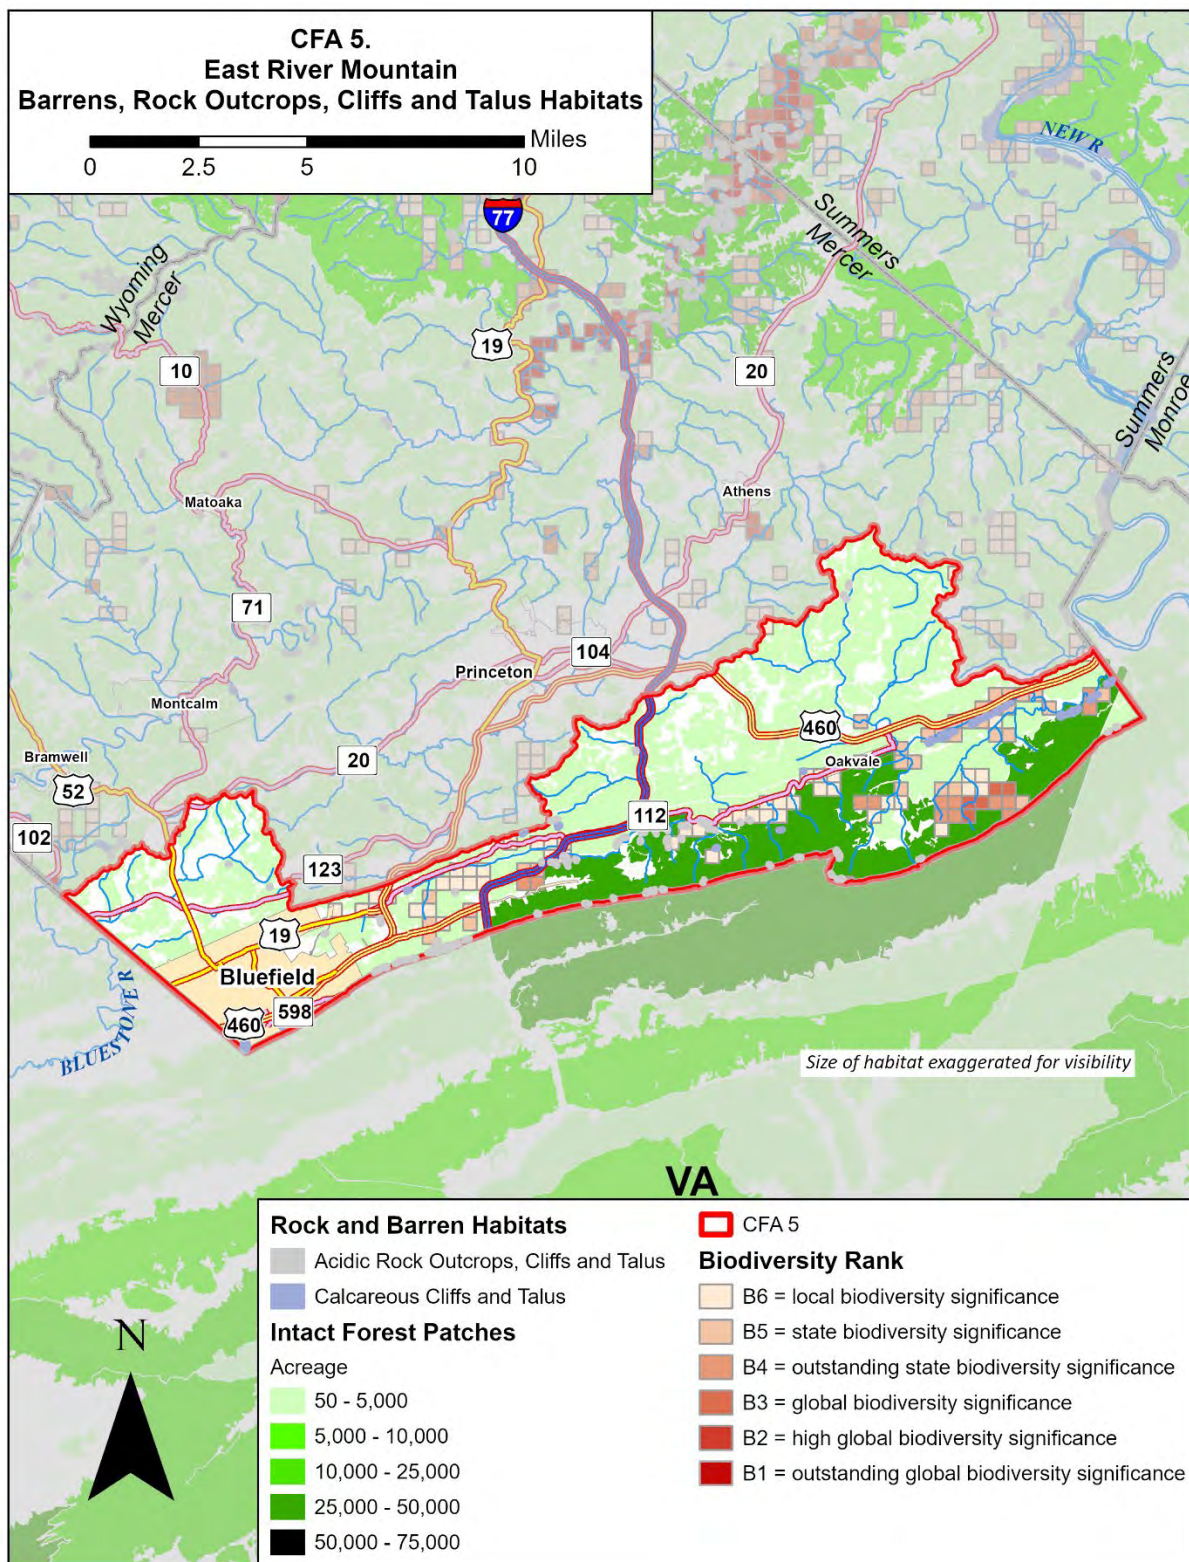 CFA 5.
East River Mountain
Barrens, Rock Outcrops, Cliffs and Talus Habitats
Miles
0 2.5 5 10
NEW R
77
Summers
Mercer
Wyoming
Mercer
19
10
20
Summers
Monroe
Matoaka
Athens
71
104
Princeton
Montcalm
460
20
Bramwell
52
Oakvale
112
102
123
19
Bluefield
598
460
BLUESTONE R
Size of habitat exaggerated for visibility
VA
Rock and Barren Habitats
Acidic Rock Outcrops, Cliffs and Talus
Calcareous Cliffs and Talus
Intact Forest Patches
Acreage
50 - 5,000
5,000 - 10,000
10,000 - 25,000
25,000 - 50,000
50,000 - 75,000
CFA 5
Biodiversity Rank
B6 = local biodiversity significance
B5 = state biodiversity significance
B4 = outstanding state biodiversity significance
B3 = global biodiversity significance
B2 = high global biodiversity significance
B1 = outstanding global biodiversity significance
N